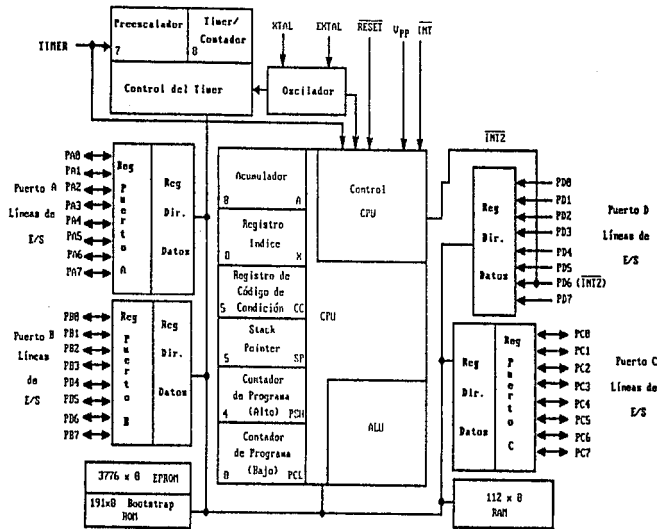 Preescalador
7
Timer/
Contador
8
Control del Timer
TIMER
XTAL
EXTAL
RESET
VPP
INT
Oscilador
INT2
Puerto A
Líneas de
E/S
PA0
PA1
PA2
PA3
PA4
PA5
PA6
PA7
Reg
Puerto
A
Reg
Dir.
Datos
Puerto B
Líneas
de
E/S
PB0
PB1
PB2
PB3
PD4
PD5
PD6
PB7
Reg
Puerto
B
Reg
Dir.
Datos
Acumulador
8 A
Registro
Indice
8 X
Registro de
Código de
Condición
5 CC
Stack
Pointer
5 SP
Contador
de Programa
(Alto)
4 PSH
Contador
de Programa
(Bajo)
8 PCL
Control
CPU
CPU
ALU
Reg
Dir.
Datos
PD0
PD1
PD2
PD3
PD4
PD5
PD6 (INT2)
PD7
Puerto D
Líneas de
E/S
Reg
Dir.
Datos
Reg
Puerto
C
PC0
PC1
PC2
PC3
PC4
PC5
PC6
PC7
Puerto C
Líneas de
E/S
3776 x 8 EPROM
191x8 Bootstrap
ROM
112 x 8
RAM